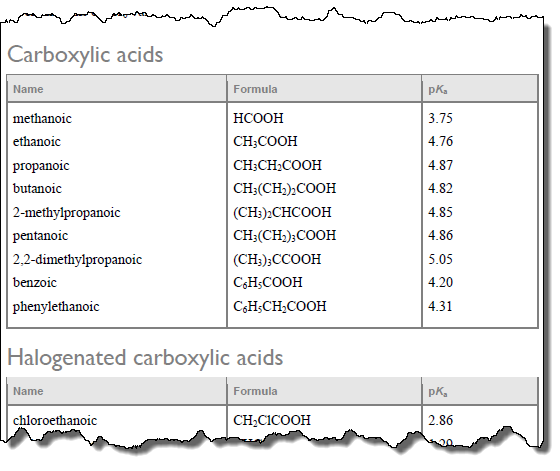 Carboxylic acids
Name Formula pKₐ
methanoic HCOOH 3.75
ethanoic CH₃COOH 4.76
propanoic CH₃CH₂COOH 4.87
butanoic CH₃(CH₂)₂COOH 4.82
2-methylpropanoic (CH₃)₂CHCOOH 4.85
pentanoic CH₃(CH₂)₃COOH 4.86
2,2-dimethylpropanoic (CH₃)₃CCOOH 5.05
benzoic C₆H₅COOH 4.20
phenylethanoic C₆H₅CH₂COOH 4.31
Halogenated carboxylic acids
Name Formula pKₐ
chloroethanoic CH₂ClCOOH 2.86